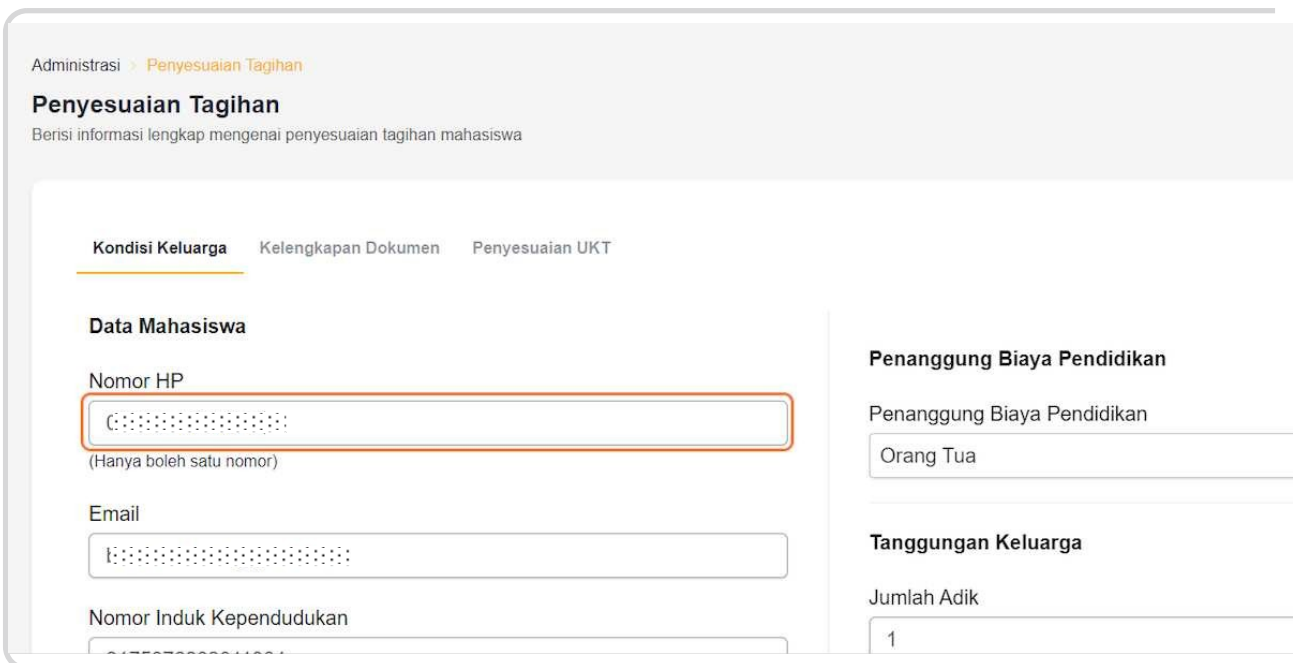 Administrasi > Penyesuaian Tagihan
Penyesuaian Tagihan
Berisi informasi lengkap mengenai penyesuaian tagihan mahasiswa
Kondisi Keluarga Kelengkapan Dokumen Penyesuaian UKT
Data Mahasiswa
Nomor HP
(Hanya boleh satu nomor)
Email
Nomor Induk Kependudukan
Penanggung Biaya Pendidikan
Penanggung Biaya Pendidikan
Orang Tua
Tanggungan Keluarga
Jumlah Adik
1